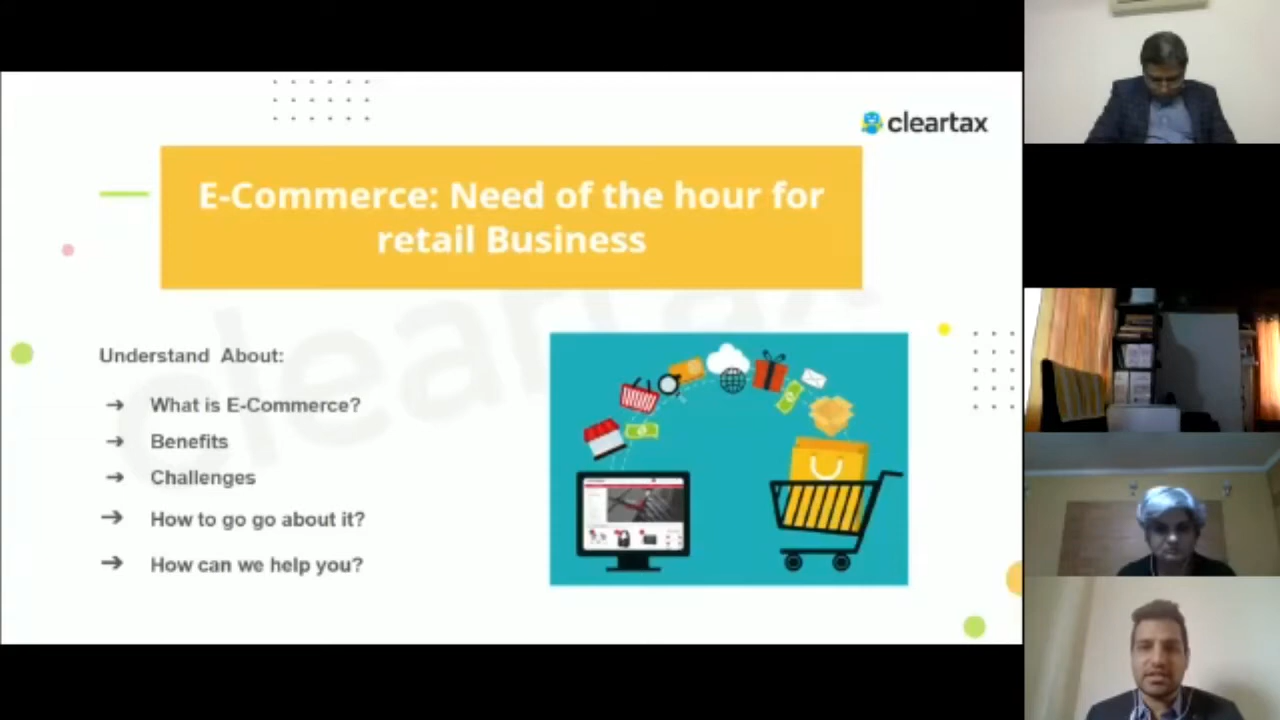 cleartax
E-Commerce: Need of the hour for
retail Business
Understand About:
→ What is E-Commerce?
→ Benefits
→ Challenges
→ How to go go about it?
→ How can we help you?
cleartax